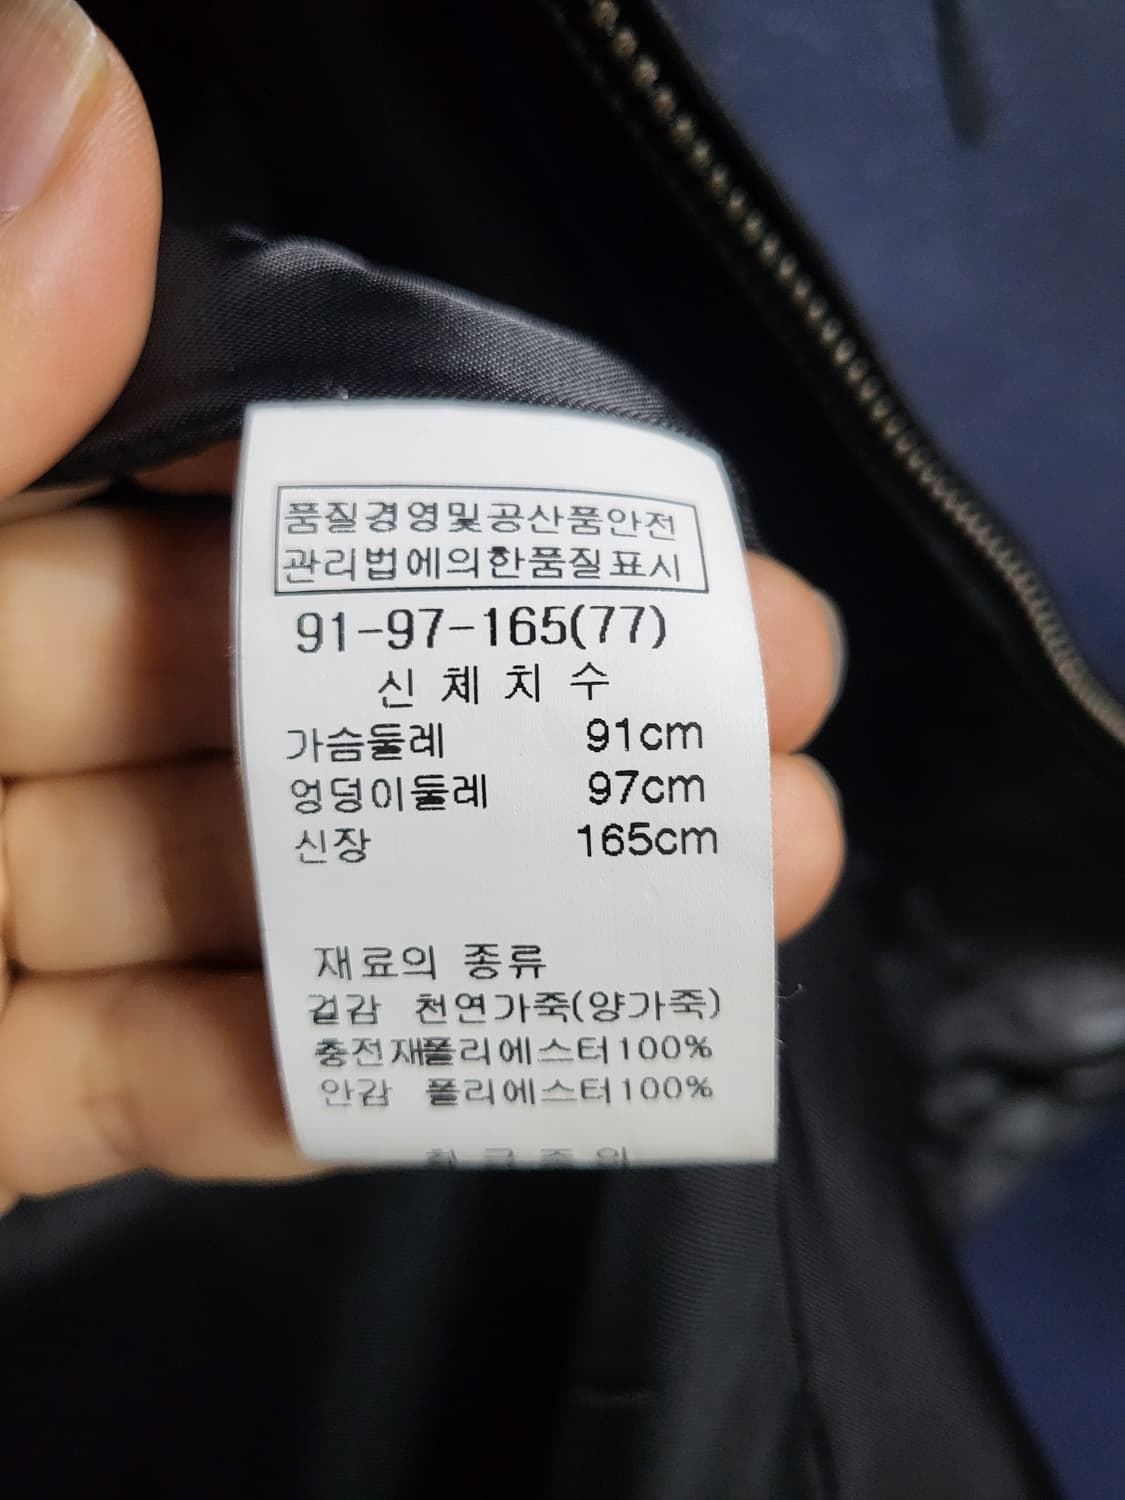 품질경영및공산품안전
관리법에의한품질표시
91-97-165(77)
신체치수
가슴둘레 91cm
엉덩이둘레 97cm
신장 165cm
재료의 종류
겉감 천연가죽(양가죽)
충전재폴리에스터100%
안감 폴리에스터100%